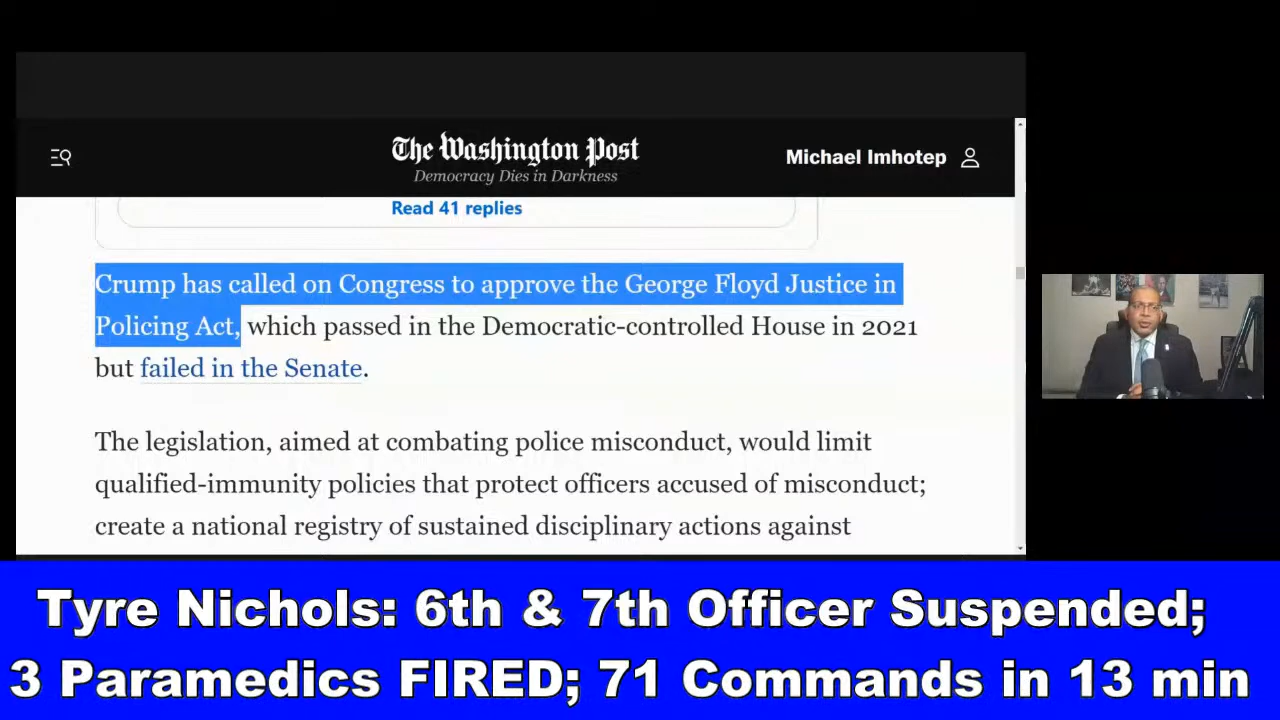 The Washington Post
Democracy Dies in Darkness
Michael Imhotep
Read 41 replies
Crump has called on Congress to approve the George Floyd Justice in
Policing Act, which passed in the Democratic-controlled House in 2021
but failed in the Senate.
The legislation, aimed at combating police misconduct, would limit
qualified-immunity policies that protect officers accused of misconduct;
create a national registry of sustained disciplinary actions against
Tyre Nichols: 6th & 7th Officer Suspended;
3 Paramedics FIRED; 71 Commands in 13 min